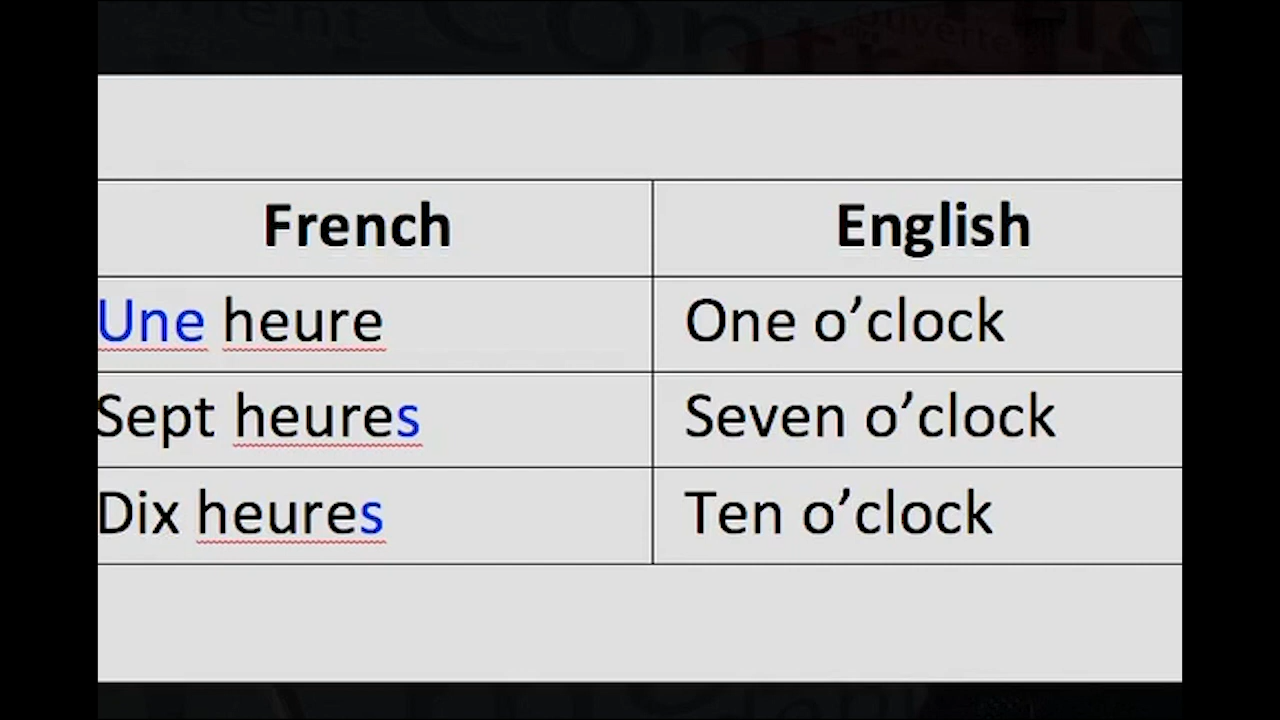 French English
Une heure One o’clock
Sept heures Seven o’clock
Dix heures Ten o’clock